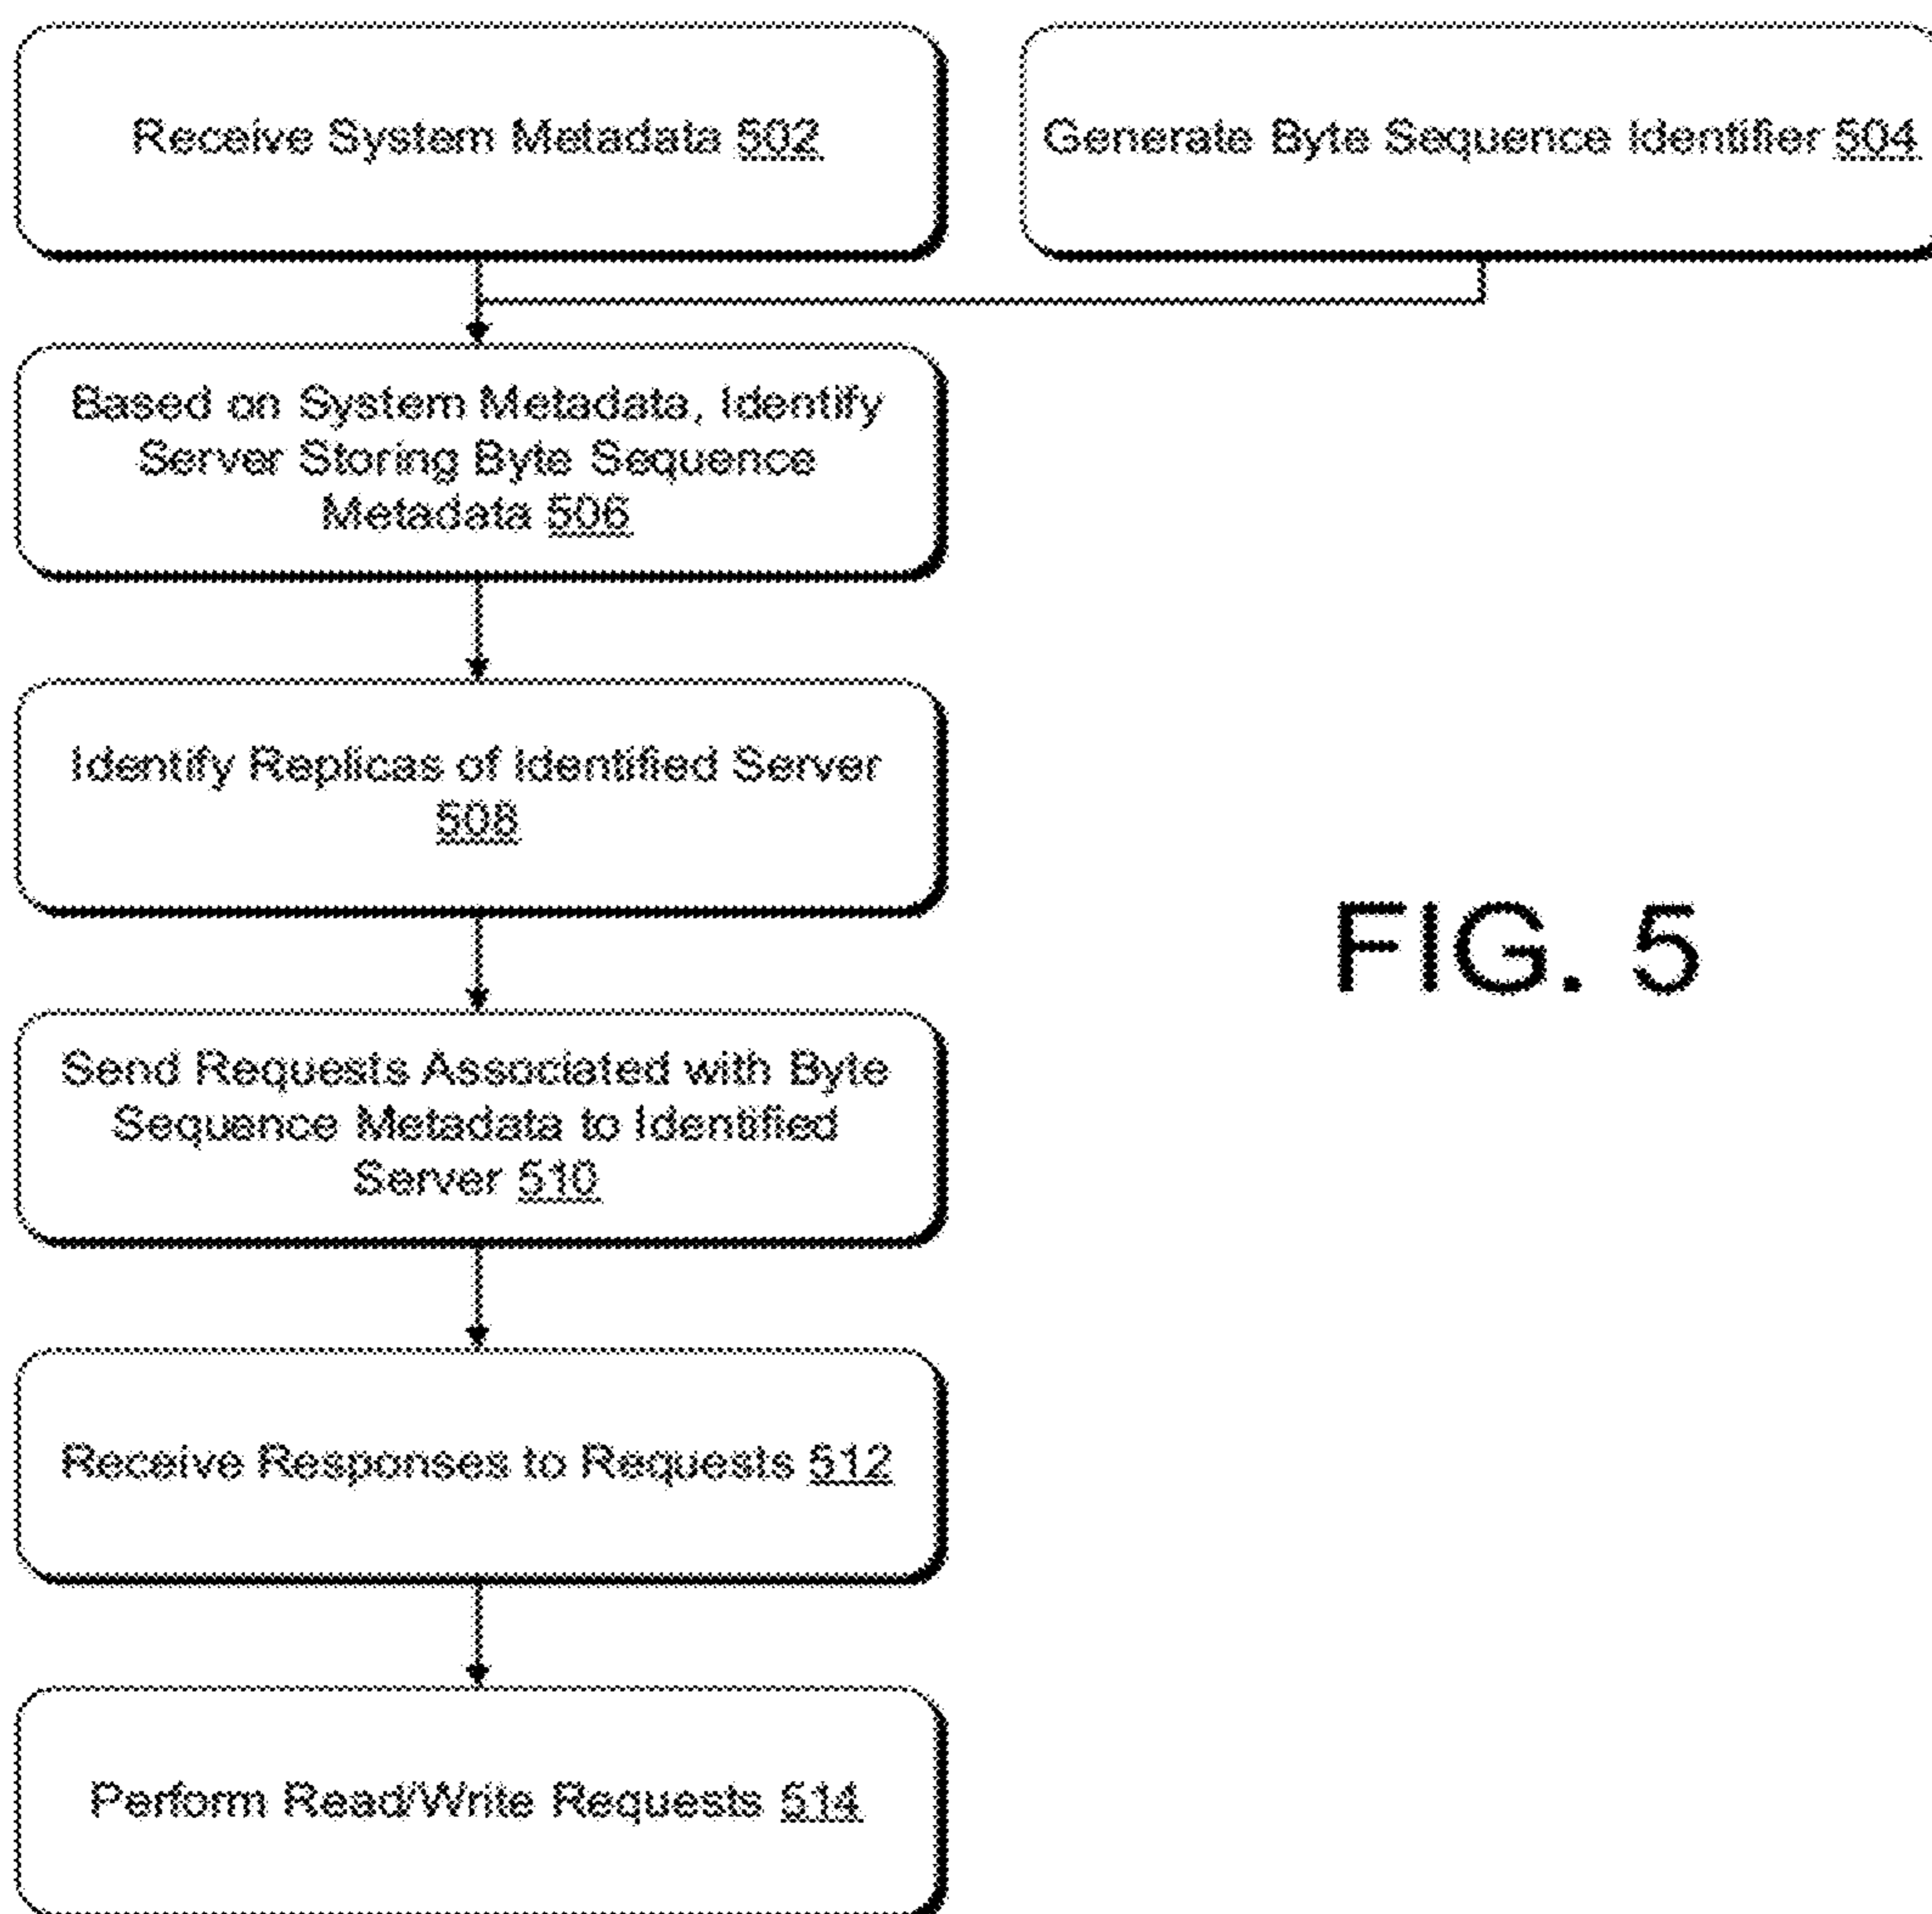 Receive System Metadata 502
Generate Byte Sequence Identifier 504
Based on System Metadata, Identify
Server Storing Byte Sequence
Metadata 506
Identify Replicas of Identified Server
508
FIG. 5
Send Requests Associated with Byte
Sequence Metadata to Identified
Server 510
Receive Responses to Requests 512
Perform Read/Write Requests 514